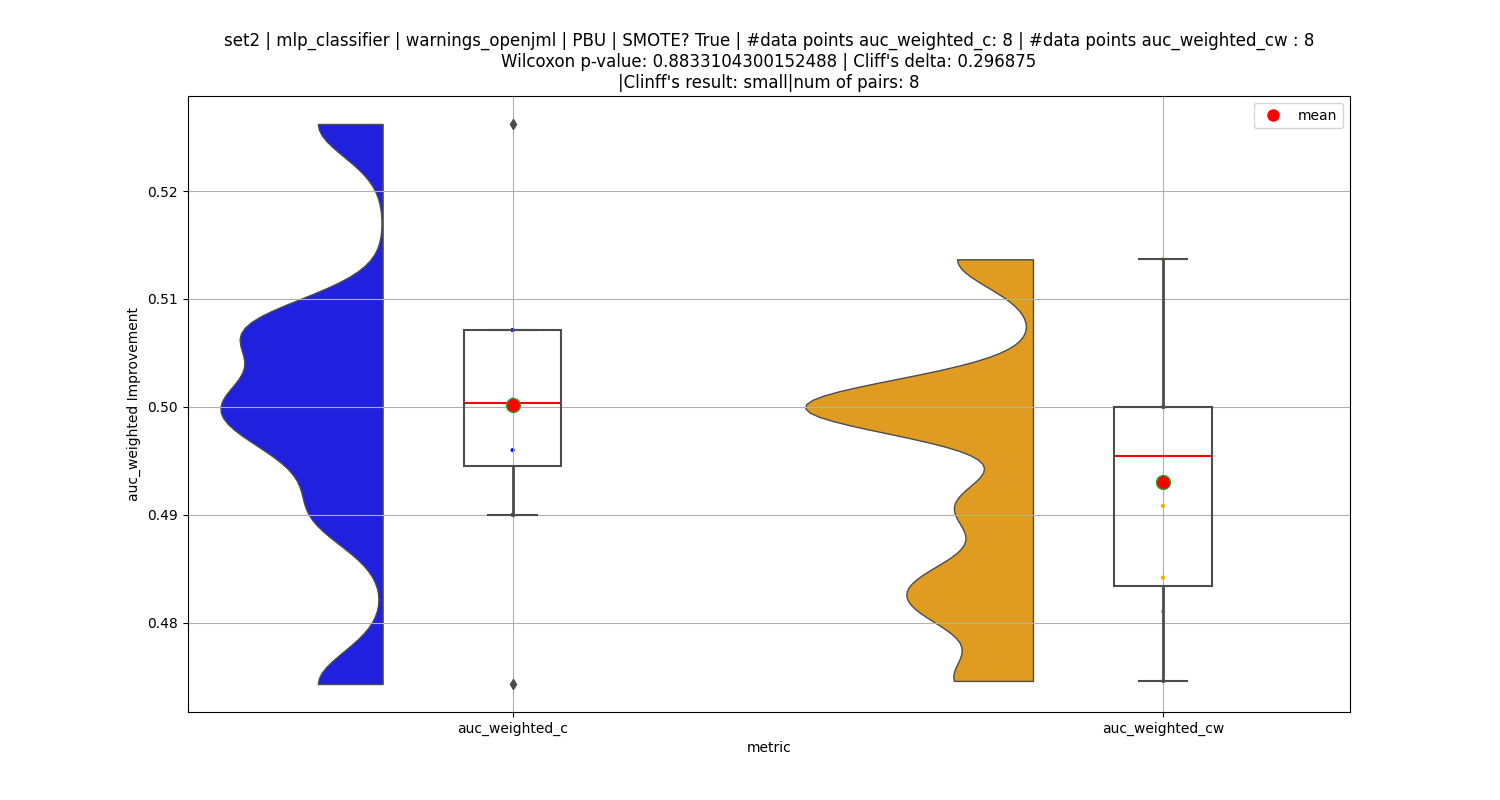 set2 | mlp_classifier | warnings_openjml | PBU | SMOTE? True | #data points auc_weighted_c: 8 | #data points auc_weighted_cw : 8
Wilcoxon p-value: 0.8833104300152488 | Cliff's delta: 0.296875
|Clinff's result: small|num of pairs: 8
mean
0.52
0.51
0.50
0.49
0.48
auc_weighted Improvement
auc_weighted_c
auc_weighted_cw
metric